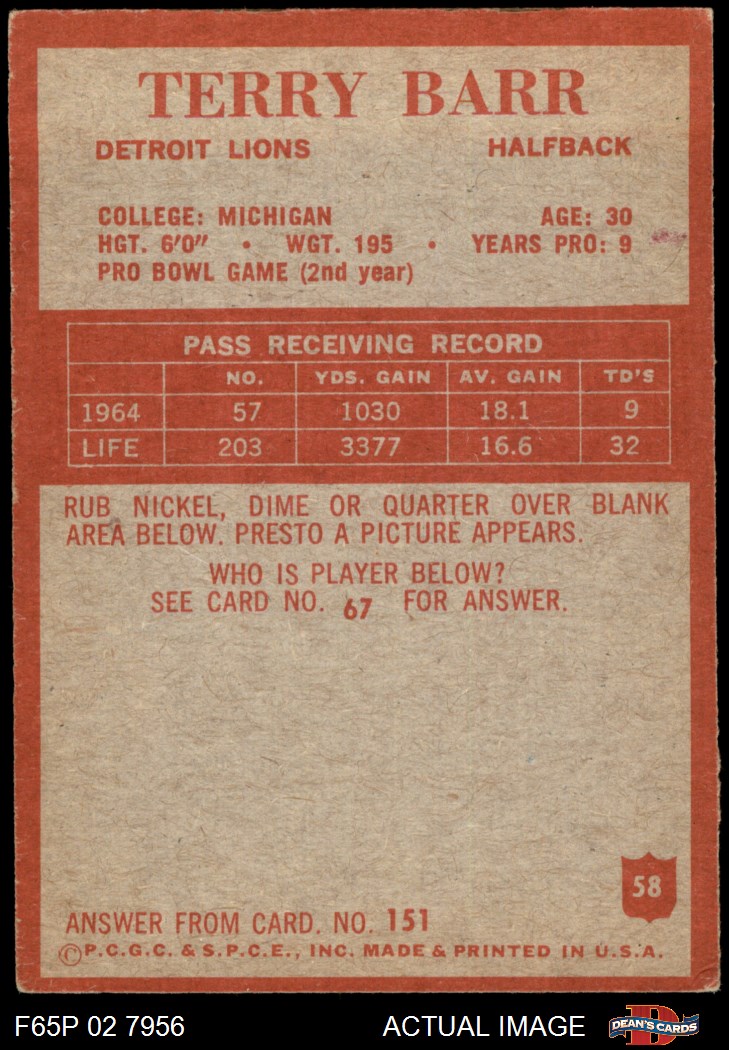 TERRY BARR
DETROIT LIONS HALFBACK
COLLEGE: MICHIGAN AGE: 30
HGT. 6'0" • WGT. 195 • YEARS PRO: 9
PRO BOWL GAME (2nd year)
PASS RECEIVING RECORD
NO. YDS. GAIN AV. GAIN TD'S
1964 57 1030 18.1 9
LIFE 203 3377 16.6 32
RUB NICKEL, DIME OR QUARTER OVER BLANK
AREA BELOW. PRESTO A PICTURE APPEARS.
WHO IS PLAYER BELOW?
SEE CARD NO. 67 FOR ANSWER.
58
ANSWER FROM CARD. NO. 151
©P.C.G.C. & S.P.C.E., INC. MADE & PRINTED IN U.S.A.
F65P 02 7956 ACTUAL IMAGE DEAN'S CARDS